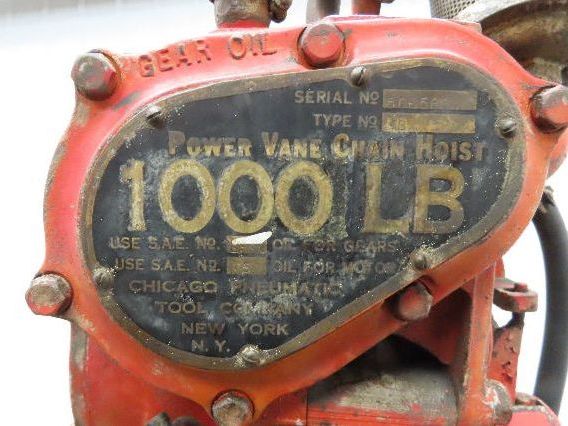 GEAR OIL
SERIAL No
TYPE No
POWER VANE CHAIN HOIST
1000 LB
USE S.A.E. No. OIL FOR GEARS
USE S.A.E. No. OIL FOR MOTOR
CHICAGO PNEUMATIC
TOOL COMPANY
NEW YORK
N.Y.